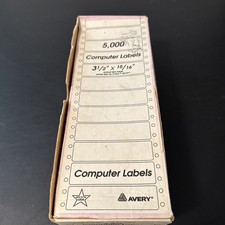 5,000
Computer Labels
3 1/2" x 15/16"
Computer Labels
AVERY